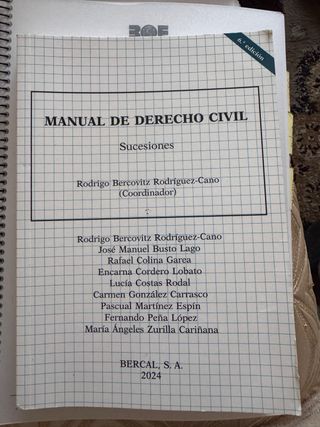 BOE
6.ª edición
MANUAL DE DERECHO CIVIL
Sucesiones
Rodrigo Bercovitz Rodríguez-Cano
(Coordinador)
Rodrigo Bercovitz Rodríguez-Cano
José Manuel Busto Lago
Rafael Colina Garea
Encarna Cordero Lobato
Lucía Costas Rodal
Carmen González Carrasco
Pascual Martínez Espín
Fernando Peña López
María Ángeles Zurilla Cariñana
BERCAL, S. A.
2024